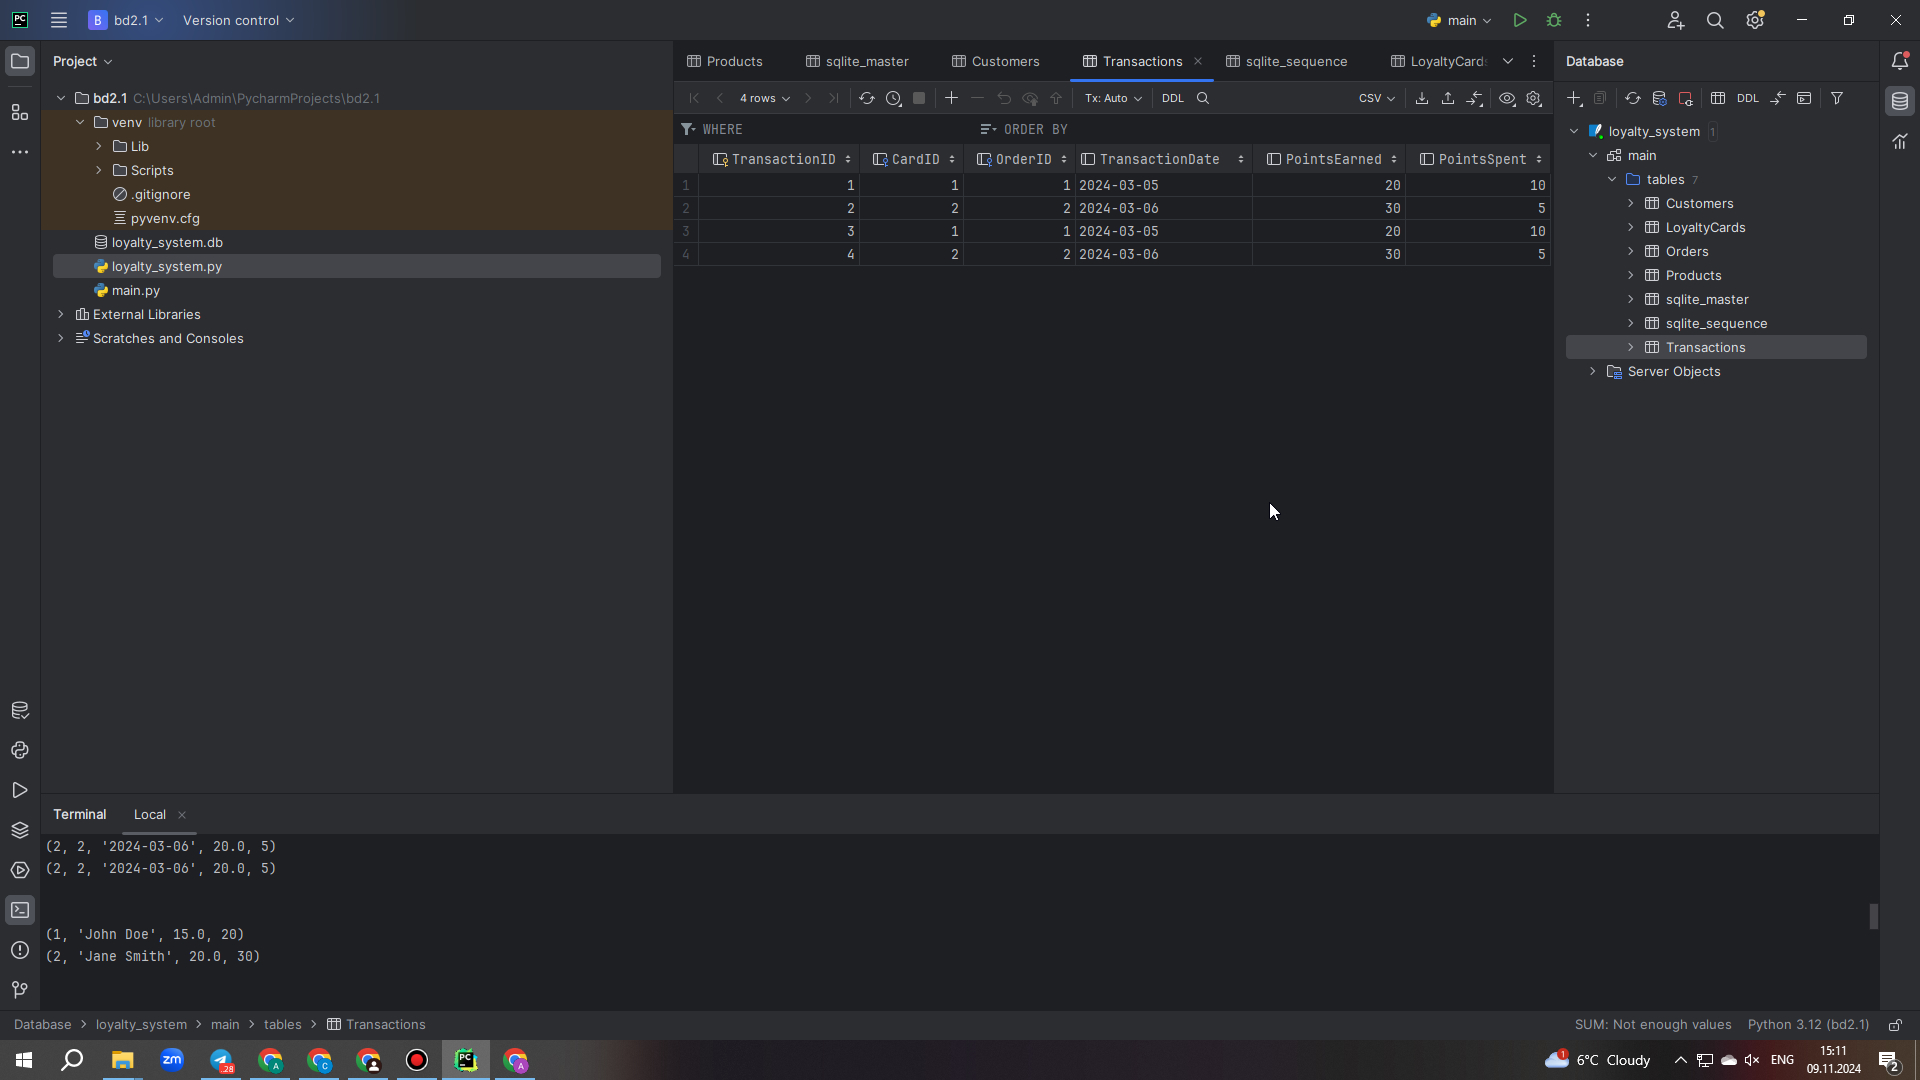 PC B bd2.1 Version control main
Project
bd2.1 C:\Users\Admin\PycharmProjects\bd2.1
venv library root
Lib
Scripts
.gitignore
pyvenv.cfg
loyalty_system.db
loyalty_system.py
main.py
External Libraries
Scratches and Consoles
Products sqlite_master Customers Transactions sqlite_sequence LoyaltyCards
4 rows Tx: Auto DDL CSV
WHERE ORDER BY
TransactionID CardID OrderID TransactionDate PointsEarned PointsSpent
1 1 1 1 2024-03-05 20 10
2 2 2 2 2024-03-06 30 5
3 3 1 1 2024-03-05 20 10
4 4 2 2 2024-03-06 30 5
Database
DDL
loyalty_system 1
main
tables 7
Customers
LoyaltyCards
Orders
Products
sqlite_master
sqlite_sequence
Transactions
Server Objects
Terminal Local
(2, 2, '2024-03-06', 20.0, 5)
(2, 2, '2024-03-06', 20.0, 5)
(1, 'John Doe', 15.0, 20)
(2, 'Jane Smith', 20.0, 30)
Database loyalty_system main tables Transactions SUM: Not enough values Python 3.12 (bd2.1)
zm 28 A C PC A 1 6°C Cloudy ENG 15:11 2
09.11.2024